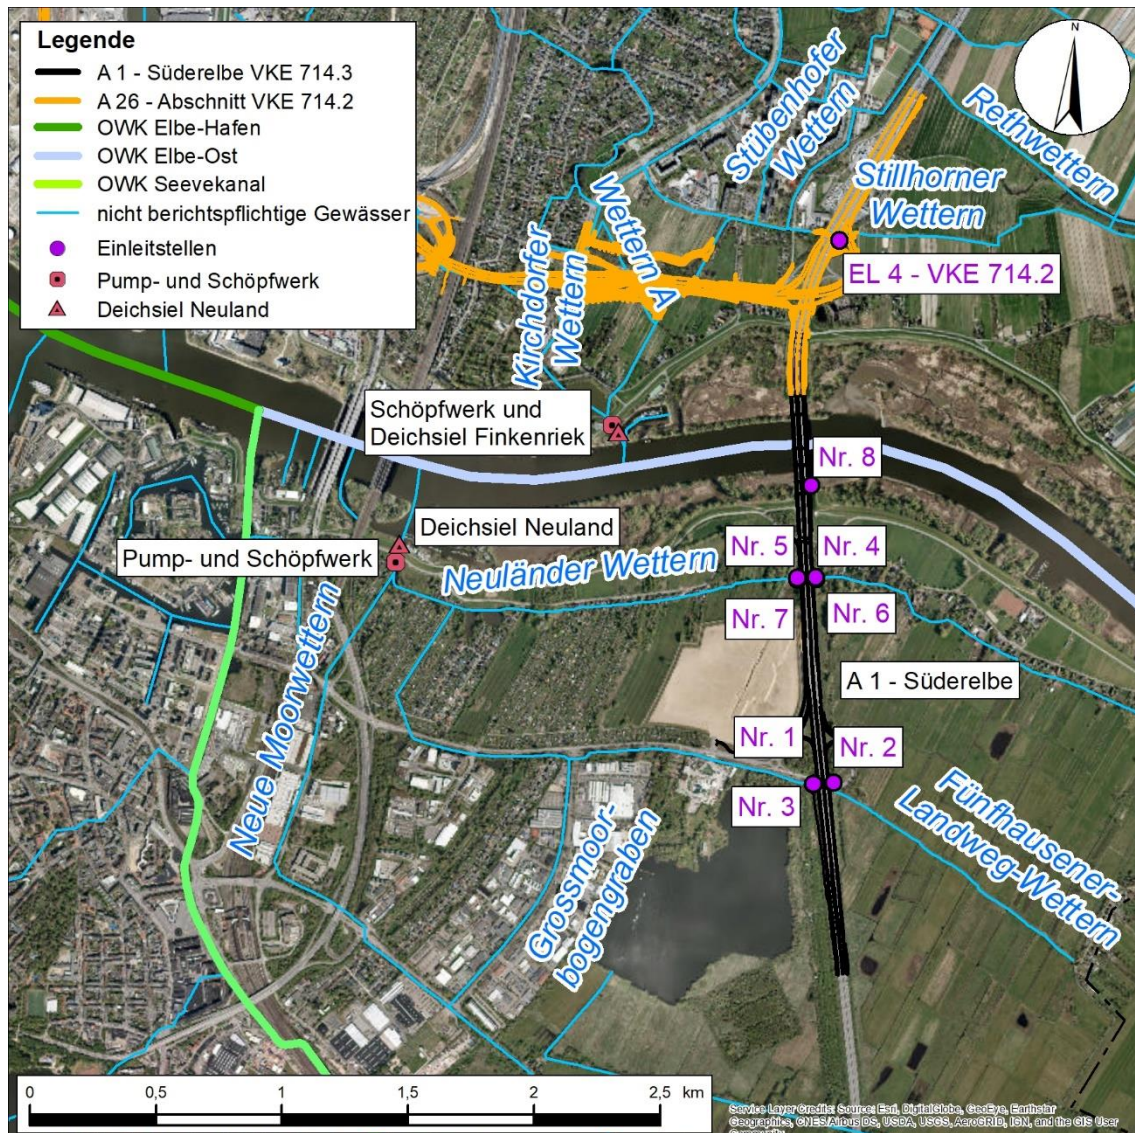 Legende
A 1 - Süderelbe VKE 714.3
A 26 - Abschnitt VKE 714.2
OWK Elbe-Hafen
OWK Elbe-Ost
OWK Seevekanal
nicht berichtspflichtige Gewässer
Einleitstellen
Pump- und Schöpfwerk
Deichsiel Neuland
N
Stübenhofer
Wettern
Rethwettern
Stillhorner
Wettern
Wettern A
Kirchdorfer
Wettern
EL 4 - VKE 714.2
Schöpfwerk und
Deichsiel Finkenriek
Nr. 8
Deichsiel Neuland
Pump- und Schöpfwerk
Neuländer Wettern
Nr. 5
Nr. 4
Nr. 7
Nr. 6
A 1 - Süderelbe
Neue Moorwettern
Nr. 1
Nr. 2
Nr. 3
Fünfhausener-
Landweg-Wettern
Grossmoor-
bogengraben
0 0,5 1 1,5 2 2,5 km
Service Layer Credits: Source: Esri, DigitalGlobe, GeoEye, Earthstar
Geographics, CNES/Airbus DS, USDA, USGS, AeroGRID, IGN, and the GIS User
Community